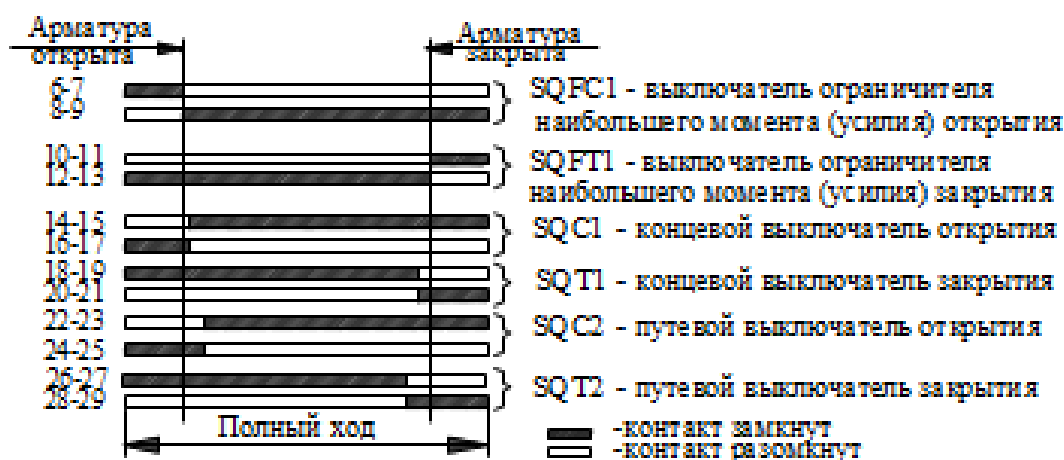 Арматура открыта
Арматура закрыта
6-7
8-9
SQFC1 - выключатель ограничителя
наибольшего момента (усилия) открытия
10-11
12-13
SQFT1 - выключатель ограничителя
наибольшего момента (усилия) закрытия
14-15
16-17
SQC1 - концевой выключатель открытия
18-19
20-21
SQT1 - концевой выключатель закрытия
22-23
24-25
SQC2 - путевой выключатель открытия
26-27
28-29
SQT2 - путевой выключатель закрытия
Полный ход
-контакт замкнут
-контакт разомкнут